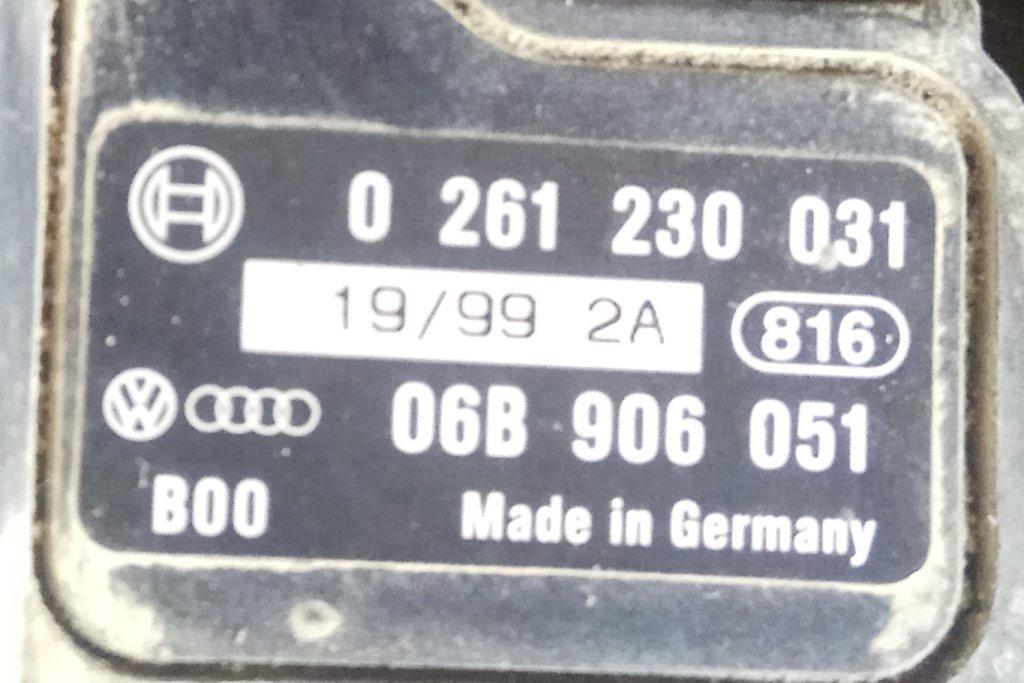 0 261 230 031
19/99 2A 816
06B 906 051
B00 Made in Germany